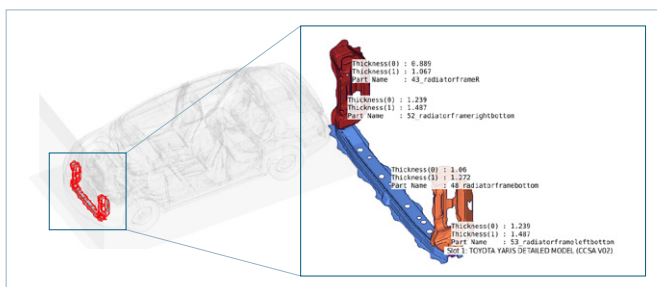 Thickness(0) : 0.889
Thickness(1) : 1.067
Part Name : 43_radiatorframeR
Thickness(0) : 1.239
Thickness(1) : 1.487
Part Name : 52_radiatorframerightbottom
Thickness(0) : 1.06
Thickness(1) : 1.272
Part Name : 48_radiatorframebottom
Thickness(0) : 1.239
Thickness(1) : 1.487
Part Name : 53_radiatorframeleftbottom
Slot 1: TOYOTA YARIS DETAILED MODEL (CCSA V02)